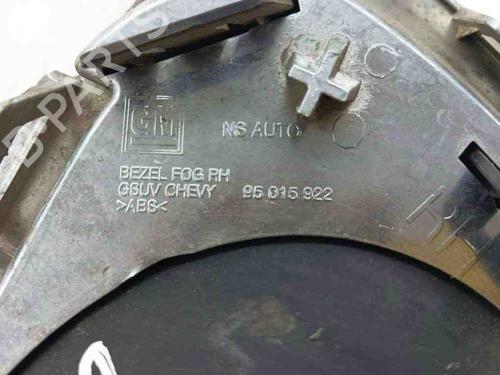 B-PARTS
GM
NS AUTO
BEZEL FOG RH
GSUV CHEVY 95 015 922
>ABS<
RH